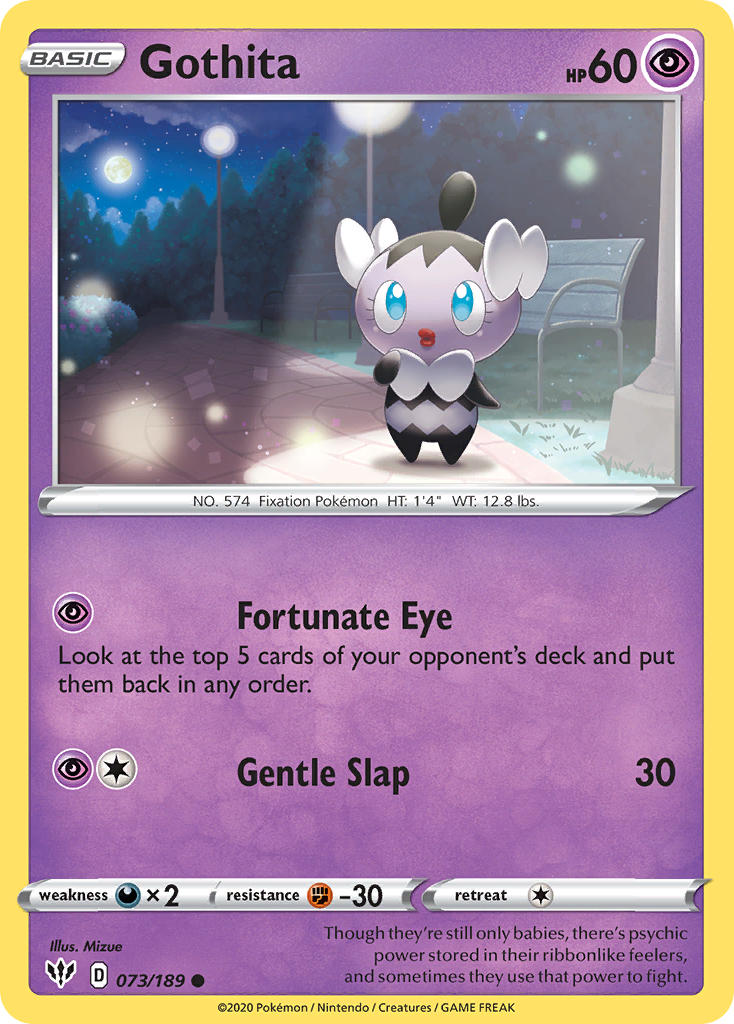 BASIC Gothita HP60
NO. 574 Fixation Pokémon HT: 1'4" WT: 12.8 lbs.
Fortunate Eye
Look at the top 5 cards of your opponent's deck and put
them back in any order.
Gentle Slap 30
weakness ×2 resistance -30 retreat
Illus. Mizue
Though they're still only babies, there's psychic
power stored in their ribbonlike feelers,
and sometimes they use that power to fight.
D 073/189
©2020 Pokémon / Nintendo / Creatures / GAME FREAK